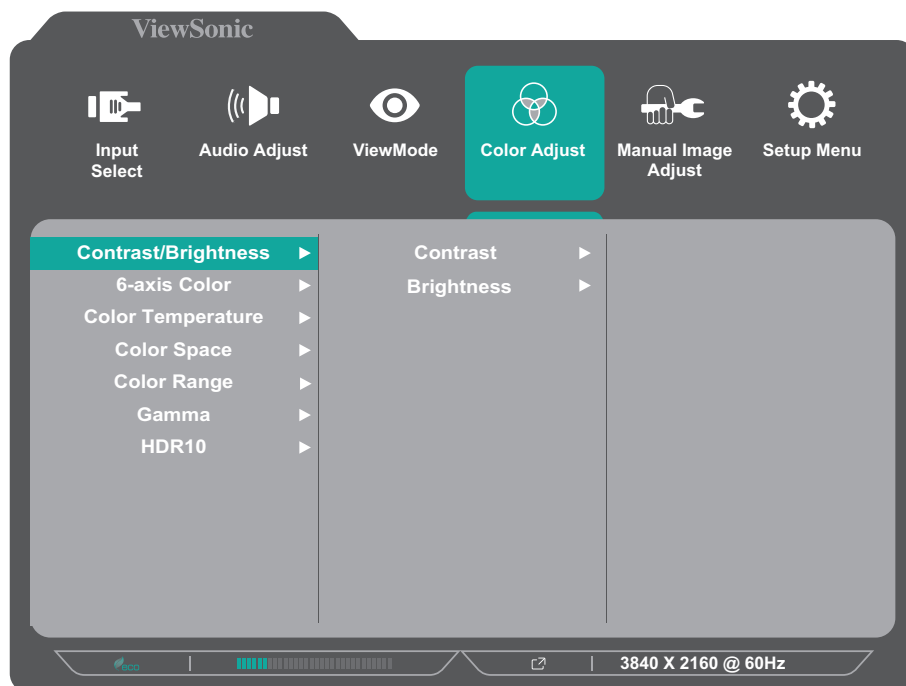 ViewSonic
Input
Select
Audio Adjust
ViewMode
Color Adjust
Manual Image
Adjust
Setup Menu
Contrast/Brightness
6-axis Color
Color Temperature
Color Space
Color Range
Gamma
HDR10
Contrast
Brightness
eco
3840 X 2160 @ 60Hz